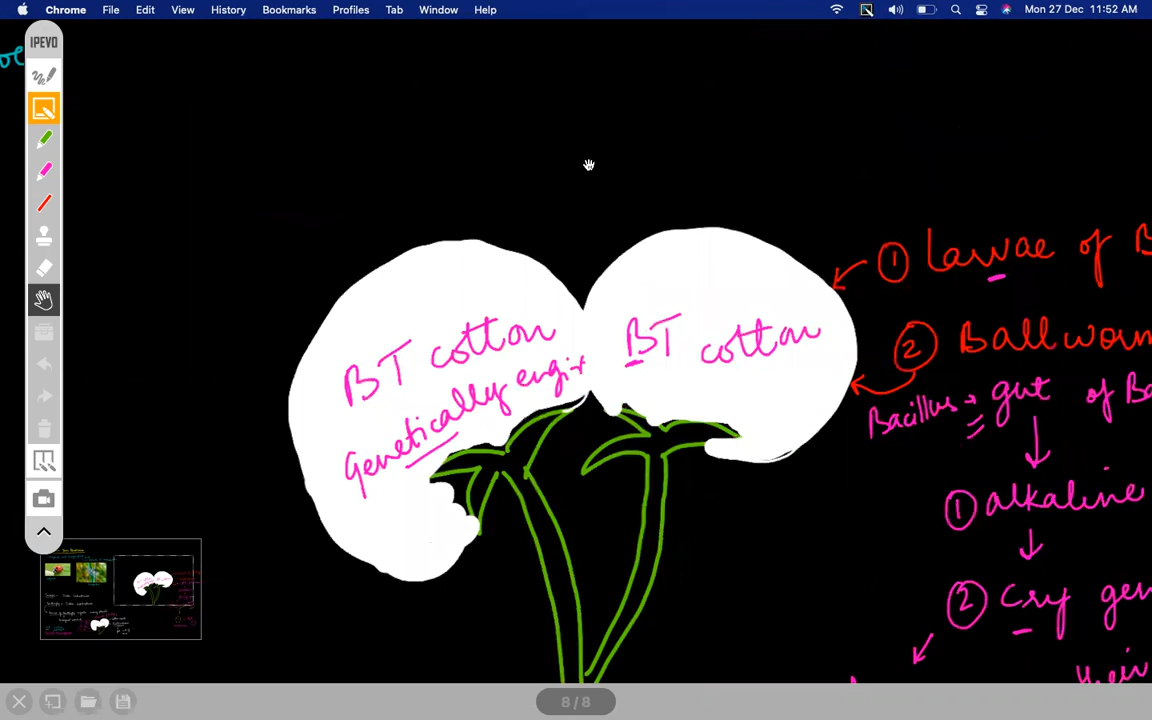 Chrome File Edit View History Bookmarks Profiles Tab Window Help Mon 27 Dec 11:52 AM
IPEVO
① larvae of B
BT cotton
BT cotton
② Ballworm
genetically engi
Bacillus → gut of Ba
① alkaline
② cry gen
8 / 8